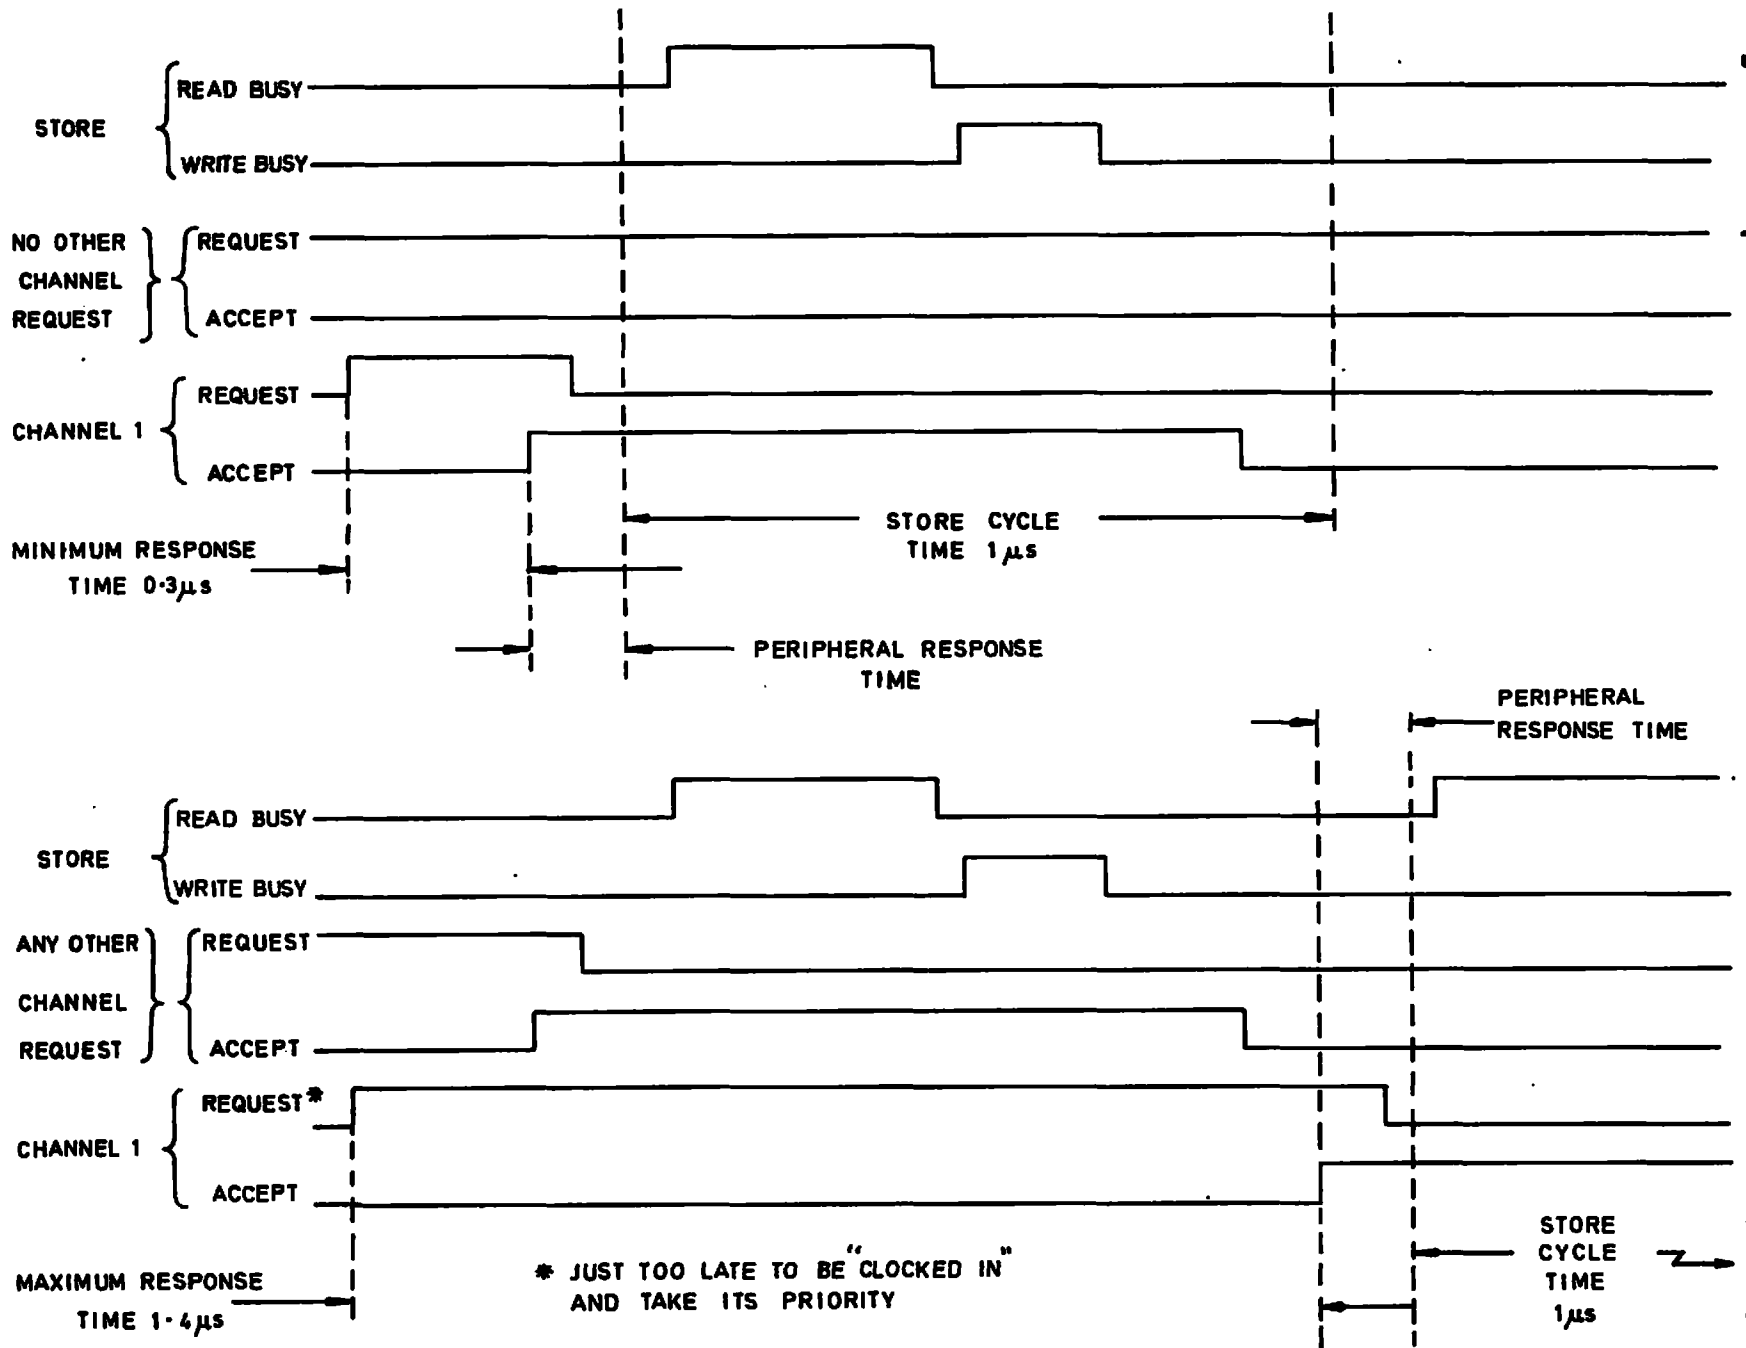 READ BUSY
STORE
WRITE BUSY
NO OTHER
CHANNEL
REQUEST
REQUEST
ACCEPT
REQUEST
CHANNEL 1
ACCEPT
STORE CYCLE
TIME 1µs
MINIMUM RESPONSE
TIME 0·3µs
PERIPHERAL RESPONSE
TIME
PERIPHERAL
RESPONSE TIME
READ BUSY
STORE
WRITE BUSY
ANY OTHER
CHANNEL
REQUEST
REQUEST
ACCEPT
REQUEST*
CHANNEL 1
ACCEPT
* JUST TOO LATE TO BE "CLOCKED IN"
AND TAKE ITS PRIORITY
STORE
CYCLE
TIME
1µs
MAXIMUM RESPONSE
TIME 1·4µs